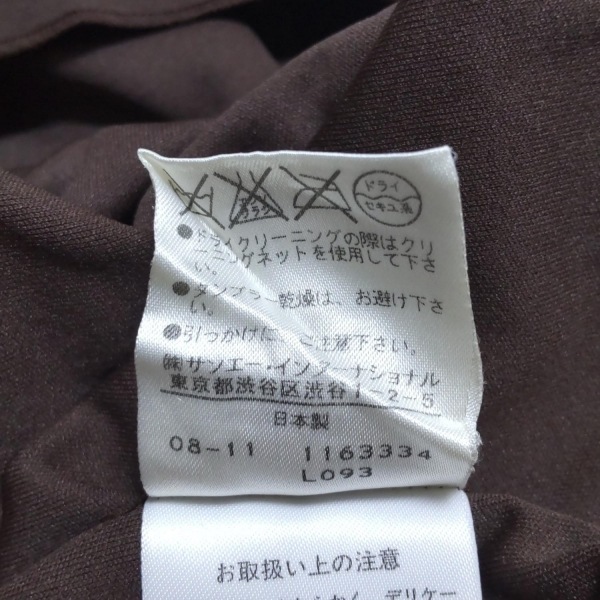 ドライ
セキユ系
●ドライクリーニングの際はクリ
ーニングネットを使用して下さ
い。
●タンブラー乾燥は、お避け下さ
い。
●引っかけに、ご注意下さい。
㈱サンエー・インターナショナル
東京都渋谷区渋谷1-2-5
日本製
08-11 1163334
L093
お取扱い上の注意
デリケー